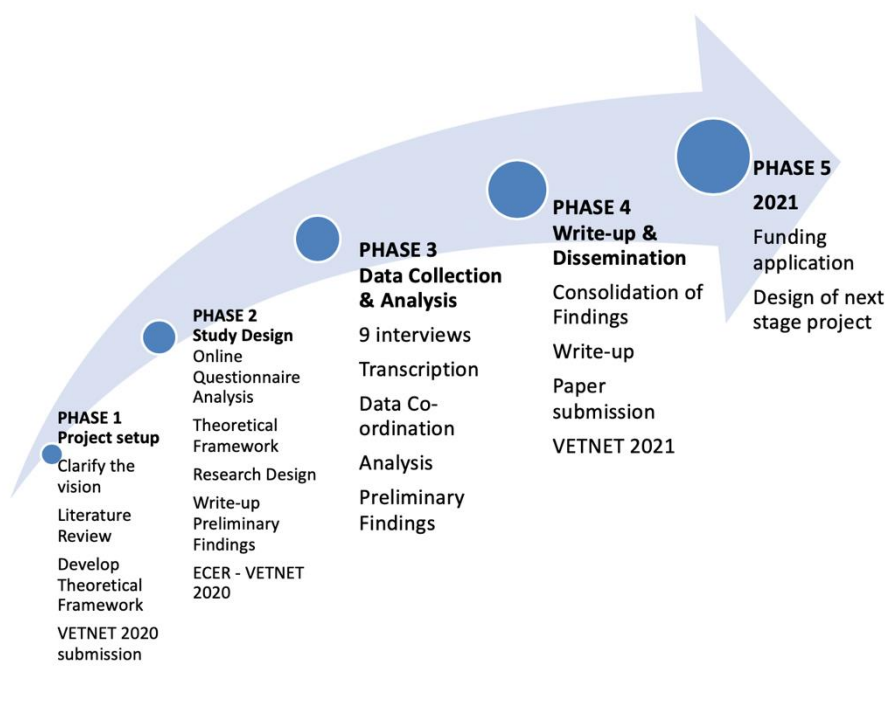 PHASE 1
Project setup
Clarify the
vision
Literature
Review
Develop
Theoretical
Framework
VETNET 2020
submission
PHASE 2
Study Design
Online
Questionnaire
Analysis
Theoretical
Framework
Research Design
Write-up
Preliminary
Findings
ECER - VETNET
2020
PHASE 3
Data Collection
& Analysis
9 interviews
Transcription
Data Co-
ordination
Analysis
Preliminary
Findings
PHASE 4
Write-up &
Dissemination
Consolidation of
Findings
Write-up
Paper
submission
VETNET 2021
PHASE 5
2021
Funding
application
Design of next
stage project